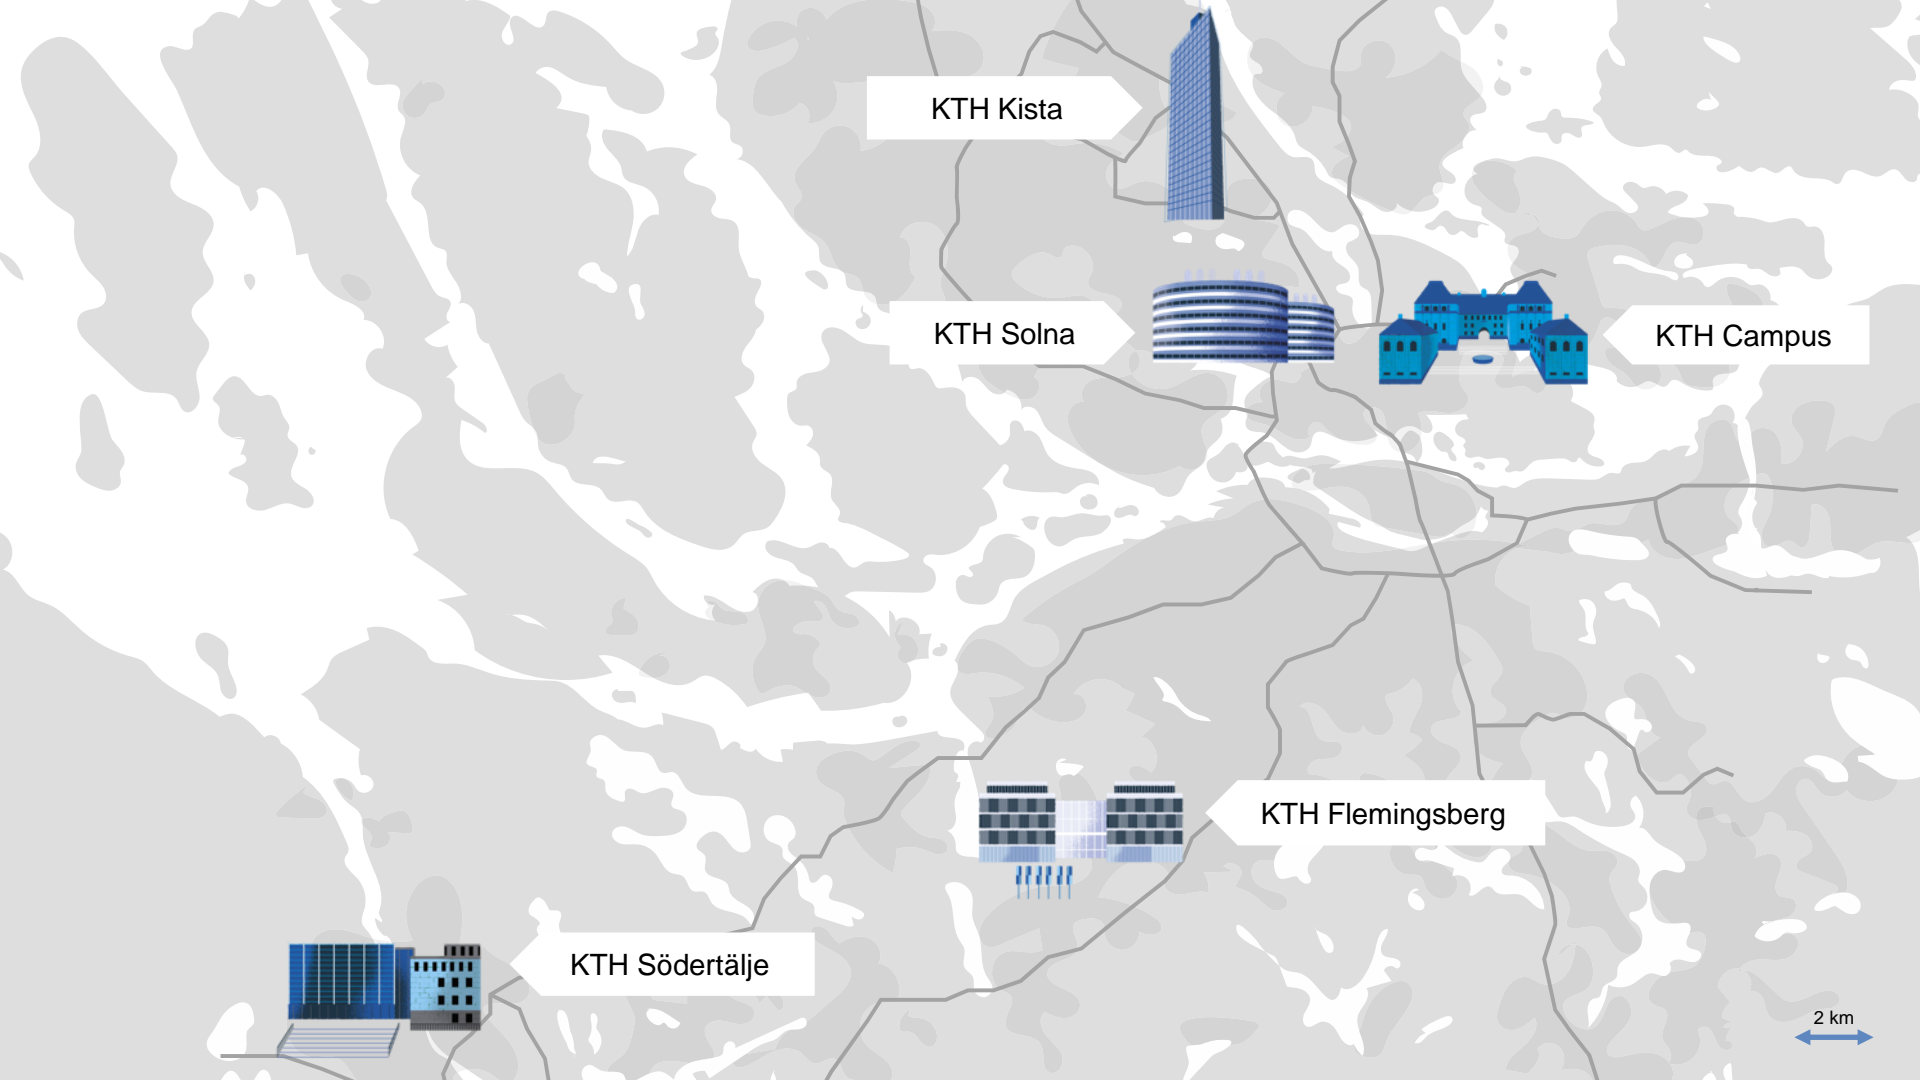 KTH Kista
KTH Solna
KTH Campus
KTH Flemingsberg
KTH Södertälje
2 km